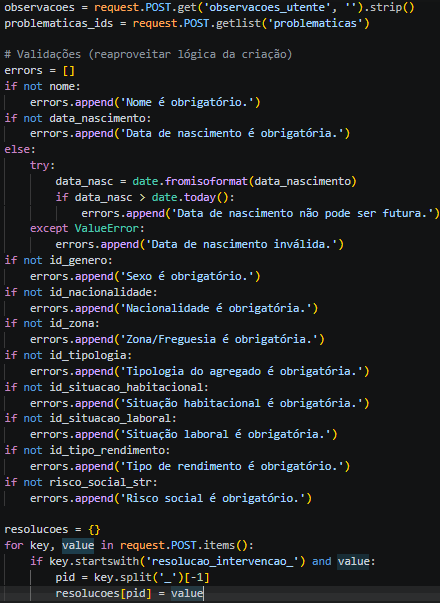 observacoes = request.POST.get('observacoes_utente', '').strip()
problematicas_ids = request.POST.getlist('problematicas')
# Validações (reaproveitar lógica da criação)
errors = []
if not nome:
errors.append('Nome é obrigatório.')
if not data_nascimento:
errors.append('Data de nascimento é obrigatória.')
else:
try:
data_nasc = date.fromisoformat(data_nascimento)
if data_nasc > date.today():
errors.append('Data de nascimento não pode ser futura.')
except ValueError:
errors.append('Data de nascimento inválida.')
if not id_genero:
errors.append('Sexo é obrigatório.')
if not id_nacionalidade:
errors.append('Nacionalidade é obrigatória.')
if not id_zona:
errors.append('Zona/Freguesia é obrigatória.')
if not id_tipologia:
errors.append('Tipologia do agregado é obrigatória.')
if not id_situacao_habitacional:
errors.append('Situação habitacional é obrigatória.')
if not id_situacao_laboral:
errors.append('Situação laboral é obrigatória.')
if not id_tipo_rendimento:
errors.append('Tipo de rendimento é obrigatório.')
if not risco_social_str:
errors.append('Risco social é obrigatório.')
resolucoes = {}
for key, value in request.POST.items():
if key.startswith('resolucao_intervencao_') and value:
pid = key.split('_')[-1]
resolucoes[pid] = value